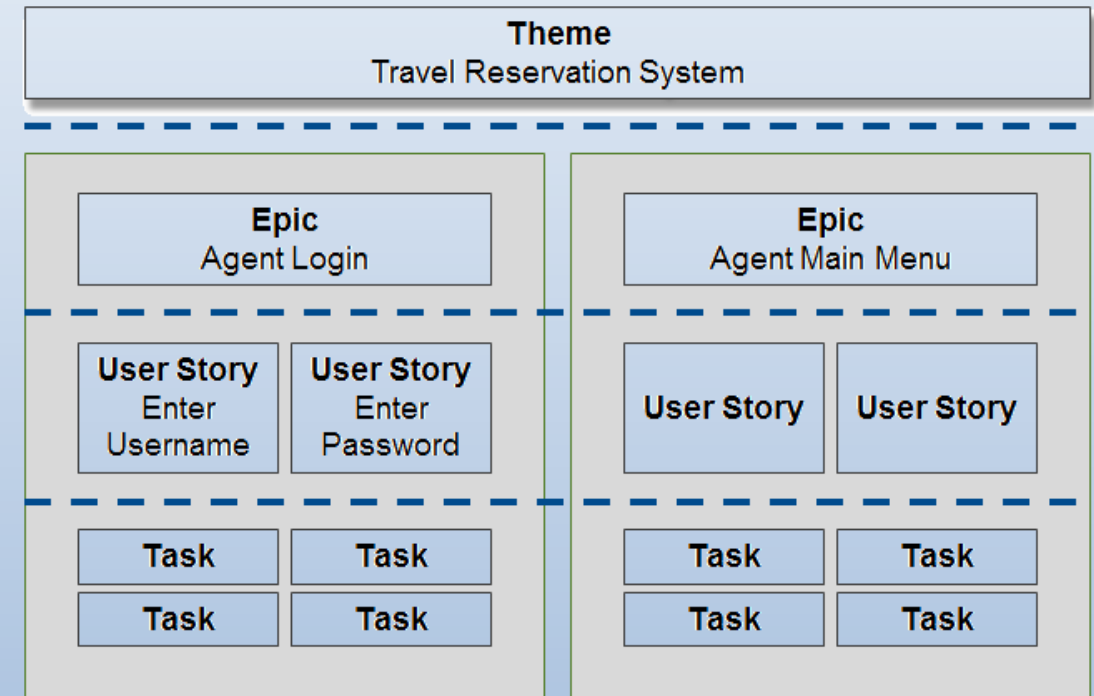 Theme
Travel Reservation System
Epic
Agent Login
Epic
Agent Main Menu
User Story
Enter
Username
User Story
Enter
Password
User Story
User Story
Task
Task
Task
Task
Task
Task
Task
Task